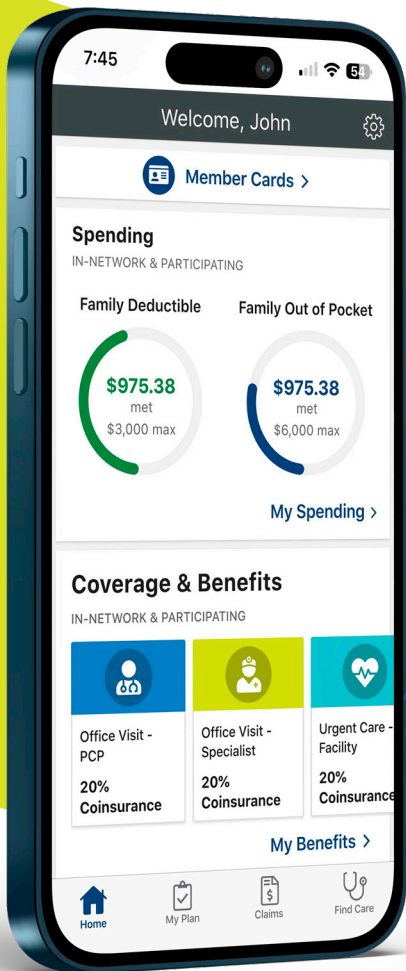 7:45
54
Welcome, John
Member Cards >
Spending
IN-NETWORK & PARTICIPATING
Family Deductible
$975.38
met
$3,000 max
Family Out of Pocket
$975.38
met
$6,000 max
My Spending >
Coverage & Benefits
IN-NETWORK & PARTICIPATING
Office Visit -
PCP
20%
Coinsurance
Office Visit -
Specialist
20%
Coinsurance
Urgent Care -
Facility
20%
Coinsurance
My Benefits >
Home
My Plan
$
Claims
Find Care